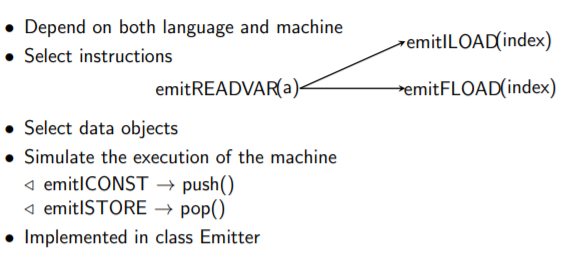 • Depend on both language and machine
• Select instructions
emitILOAD(index)
emitREADVAR(a)
emitFLOAD(index)
• Select data objects
• Simulate the execution of the machine
◁ emitICONST → push()
◁ emitISTORE → pop()
• Implemented in class Emitter